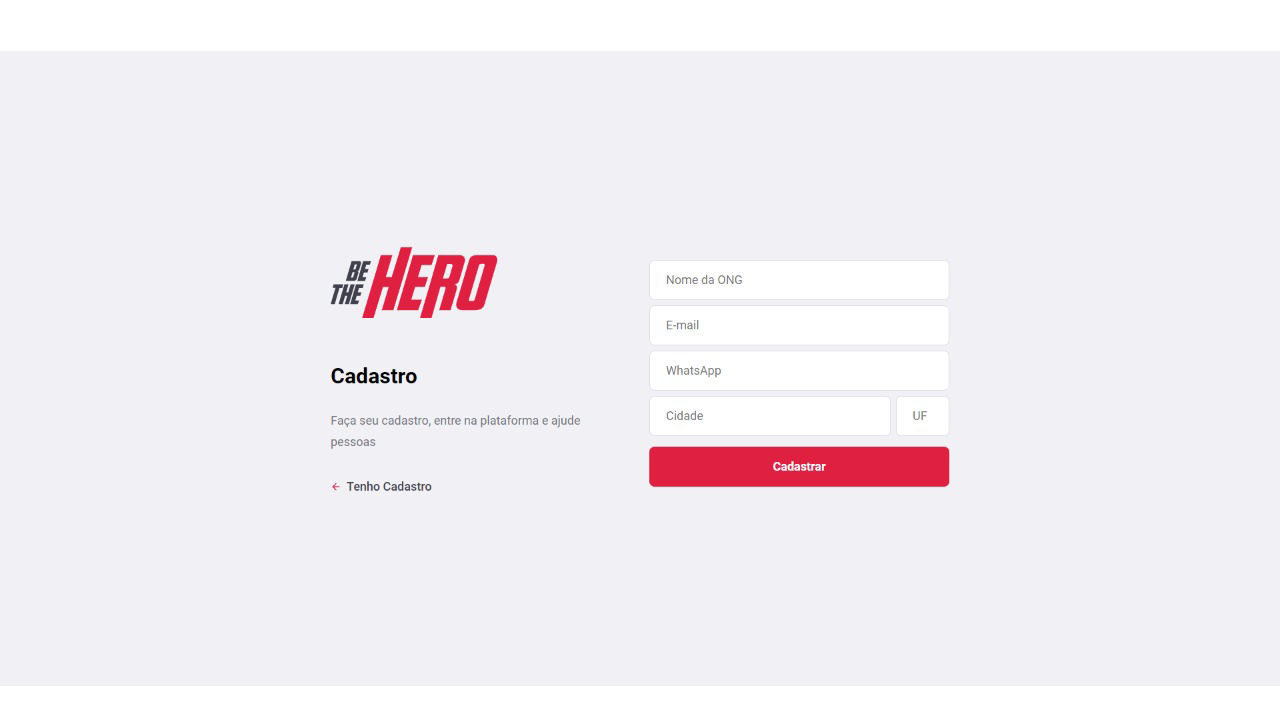 BE
THE HERO
Cadastro
Faça seu cadastro, entre na plataforma e ajude
pessoas
Tenho Cadastro
Nome da ONG
E-mail
WhatsApp
Cidade UF
Cadastrar